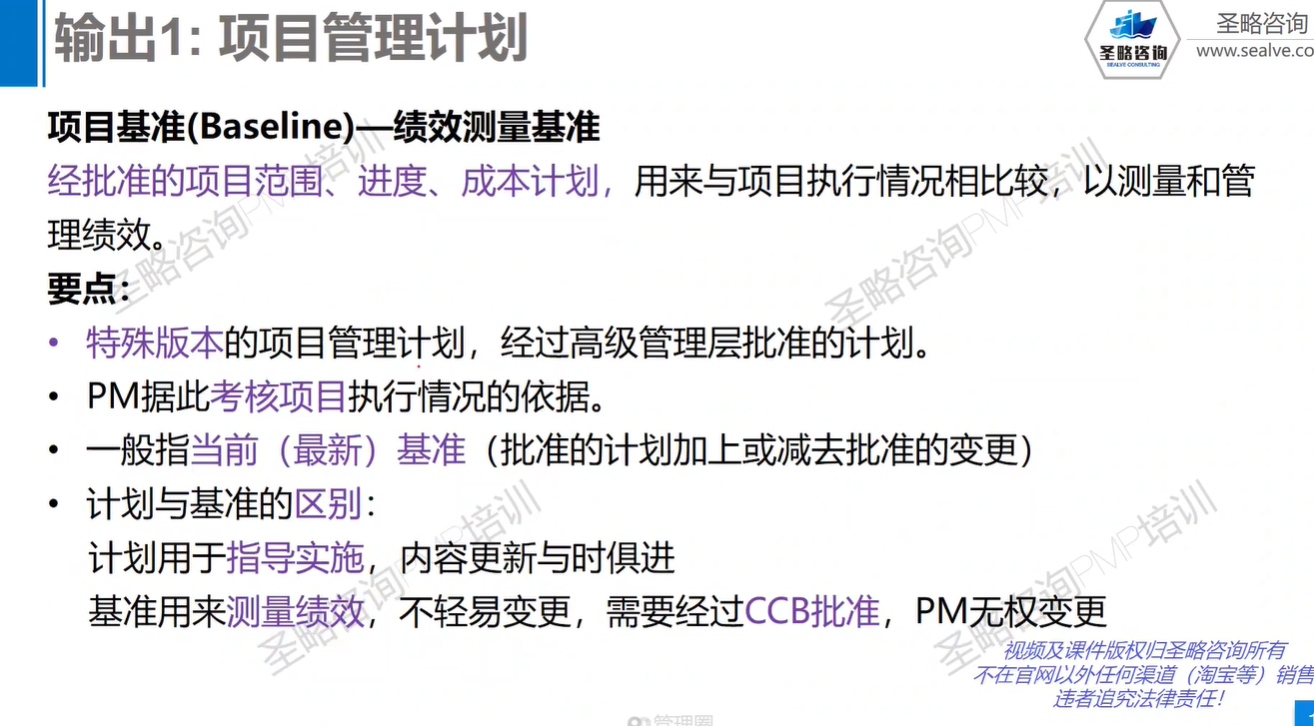 输出1: 项目管理计划
圣略咨询
SEALVE CONSULTING
圣略咨询
www.sealve.co
项目基准(Baseline)—绩效测量基准
经批准的项目范围、进度、成本计划，用来与项目执行情况相比较，以测量和管
理绩效。
要点：
• 特殊版本的项目管理计划，经过高级管理层批准的计划。
• PM据此考核项目执行情况的依据。
• 一般指当前（最新）基准（批准的计划加上或减去批准的变更）
• 计划与基准的区别：
计划用于指导实施，内容更新与时俱进
基准用来测量绩效，不轻易变更，需要经过CCB批准，PM无权变更
圣略咨询PMP培训
圣略咨询PMP培训
圣略咨询PMP培训
圣略咨询PMP培训
视频及课件版权归圣略咨询所有
不在官网以外任何渠道（淘宝等）销售
违者追究法律责任！
管理圈